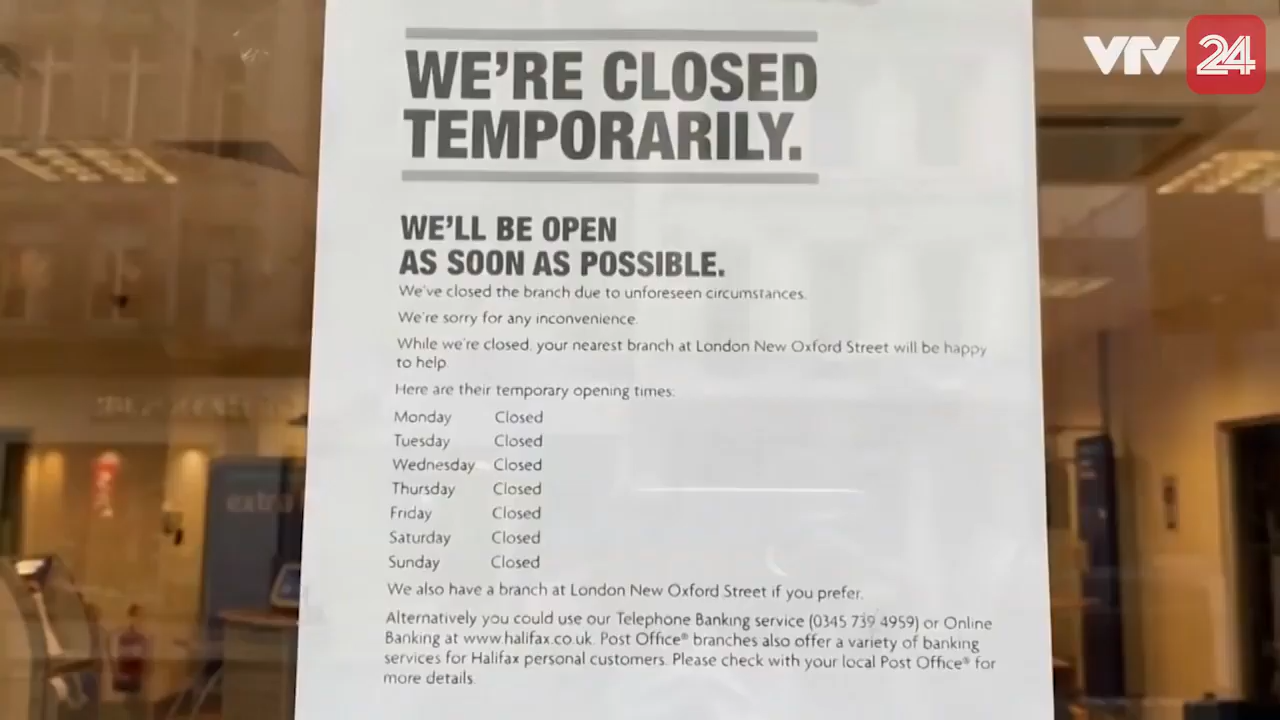 VTV 24
WE'RE CLOSED
TEMPORARILY.
WE'LL BE OPEN
AS SOON AS POSSIBLE.
We've closed the branch due to unforeseen circumstances.
We're sorry for any inconvenience.
While we're closed, your nearest branch at London New Oxford Street will be happy
to help.
Here are their temporary opening times:
Monday Closed
Tuesday Closed
Wednesday Closed
Thursday Closed
Friday Closed
Saturday Closed
Sunday Closed
We also have a branch at London New Oxford Street if you prefer.
Alternatively you could use our Telephone Banking service (0345 739 4959) or Online
Banking at www.halifax.co.uk. Post Office® branches also offer a variety of banking
services for Halifax personal customers. Please check with your local Post Office® for
more details.
extra